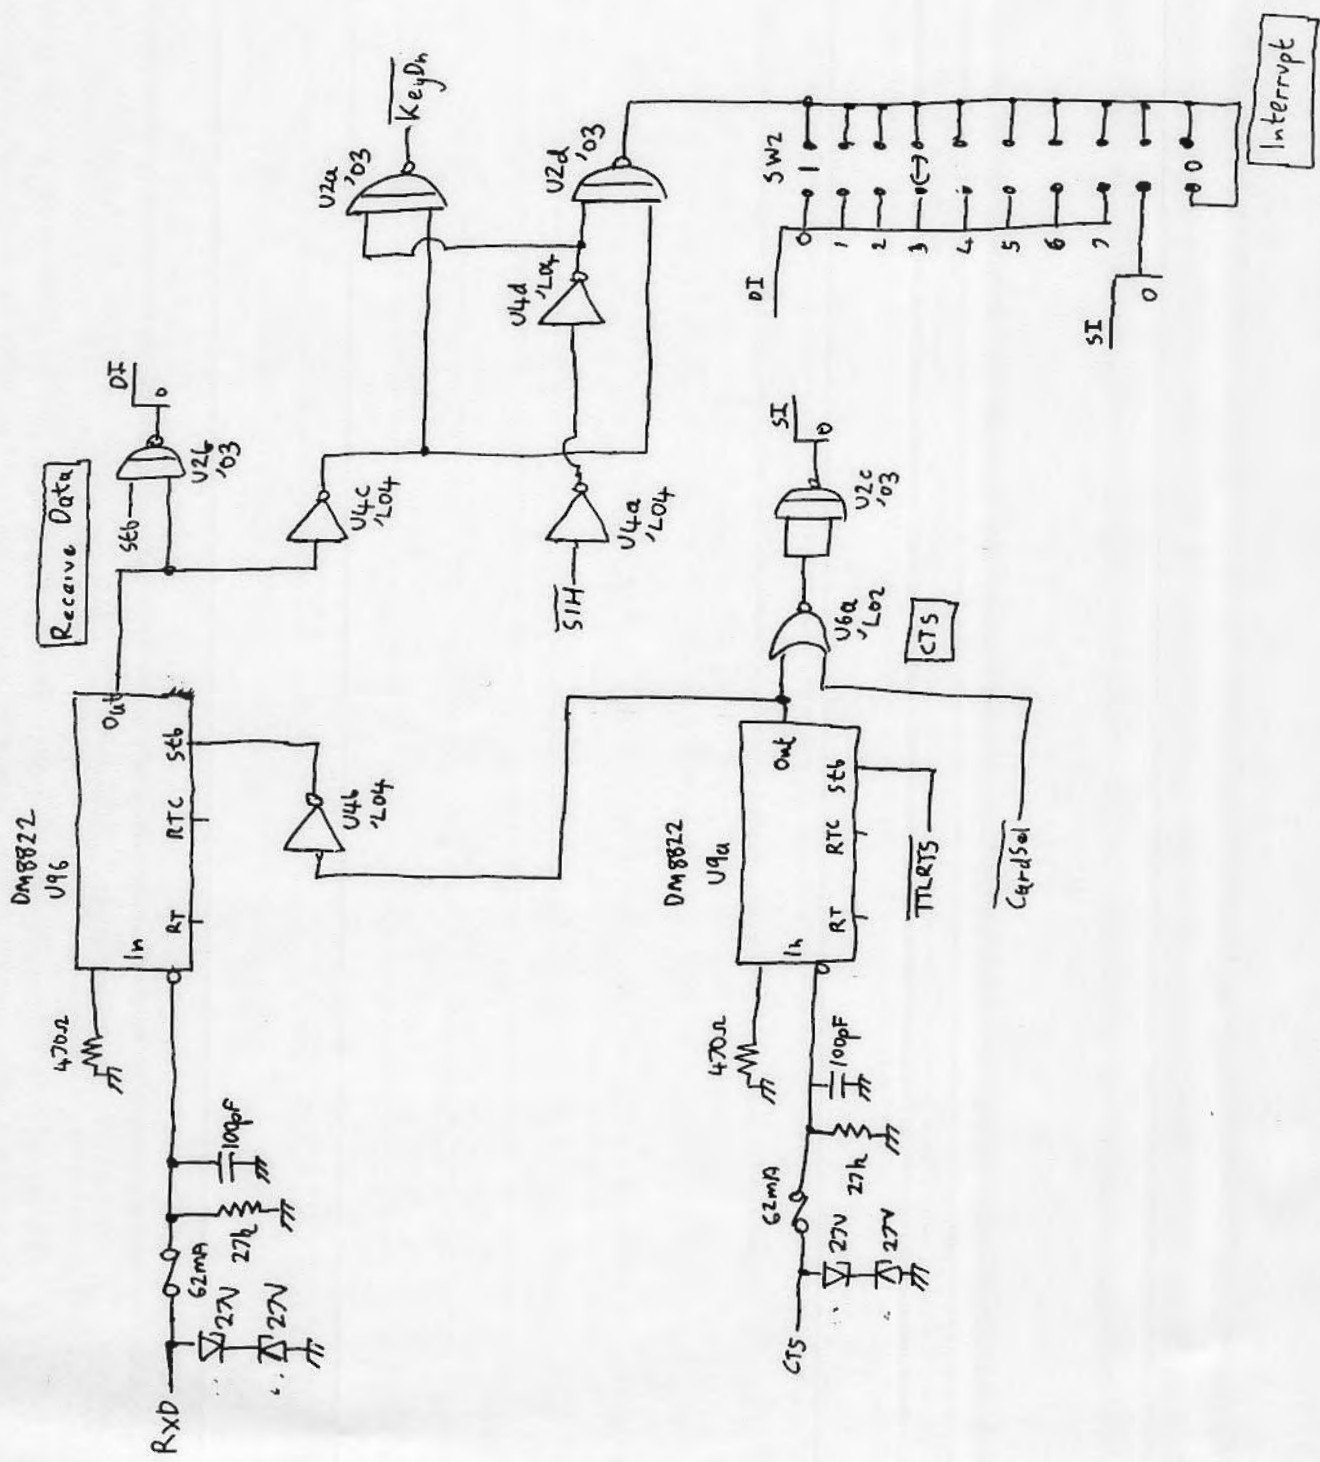 Receive Data
DM8822
U9b
470Ω
In
Out
RT
RTC
Stb
RXD
62mA
27V
27V
27k
100pF
Stb
U2b
'03
DI
0
U4c
'L04
U4b
'L04
U2a
'03
KeyDn
SIH
U4a
'L04
U4d
'L04
U2d
'03
DM8822
U9a
470Ω
In
Out
RT
RTC
Stb
CTS
62mA
27V
27V
27k
100pF
TTLRTS
CardSel
U6a
'L02
CTS
U2c
'03
SI
0
DI
SW2
0
1
1
2
3
(-)
4
5
6
7
SI
0
0
Interrupt